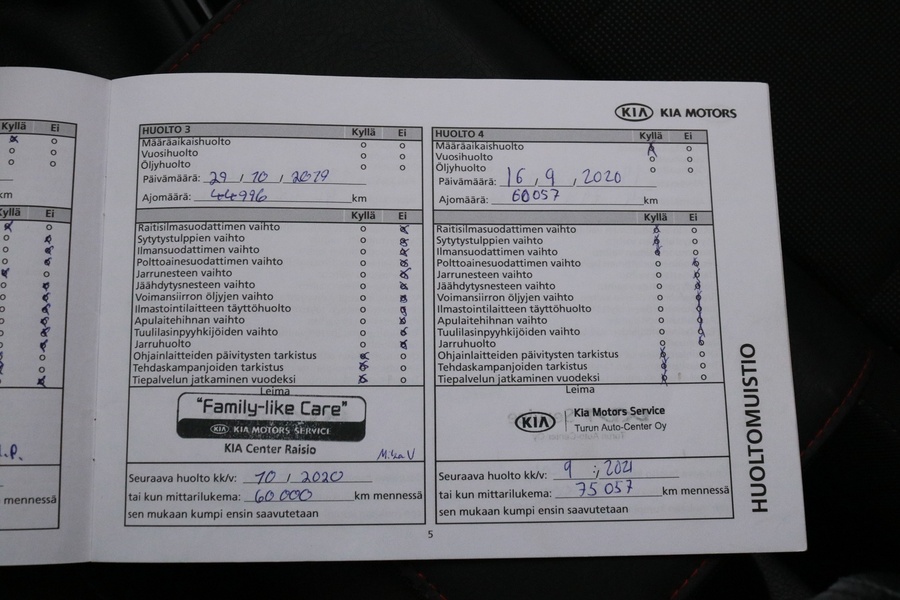 Kyllä Ei
km
Kyllä Ei
mennessä
KIA KIA MOTORS
HUOLTO 3 Kyllä Ei
Määräaikaishuolto
Vuosihuolto
Öljyhuolto
Päivämäärä: 29 , 10 , 2019
Ajomäärä: 44996 km
Kyllä Ei
Raitisilmasuodattimen vaihto
Sytytystulppien vaihto
Ilmansuodattimen vaihto
Polttoainesuodattimen vaihto
Jarrunesteen vaihto
Jäähdytysnesteen vaihto
Voimansiirron öljyjen vaihto
Ilmastointilaitteen täyttöhuolto
Apulaitehihnan vaihto
Tuulilasinpyyhkijöiden vaihto
Jarruhuolto
Ohjainlaitteiden päivitysten tarkistus
Tehdaskampanjoiden tarkistus
Tiepalvelun jatkaminen vuodeksi
Leima
"Family-like Care"
KIA KIA MOTORS SERVICE
KIA Center Raisio
Seuraava huolto kk/v: 10 , 2020
tai kun mittarilukema: 60 000 km mennessä
sen mukaan kumpi ensin saavutetaan
HUOLTO 4 Kyllä Ei
Määräaikaishuolto
Vuosihuolto
Öljyhuolto
Päivämäärä: 16 , 9 , 2020
Ajomäärä: 60057 km
Kyllä Ei
Raitisilmasuodattimen vaihto
Sytytystulppien vaihto
Ilmansuodattimen vaihto
Polttoainesuodattimen vaihto
Jarrunesteen vaihto
Jäähdytysnesteen vaihto
Voimansiirron öljyjen vaihto
Ilmastointilaitteen täyttöhuolto
Apulaitehihnan vaihto
Tuulilasinpyyhkijöiden vaihto
Jarruhuolto
Ohjainlaitteiden päivitysten tarkistus
Tehdaskampanjoiden tarkistus
Tiepalvelun jatkaminen vuodeksi
Leima
KIA Kia Motors Service
Turun Auto-Center Oy
Seuraava huolto kk/v: 9 , 2021
tai kun mittarilukema: 75 057 km mennessä
sen mukaan kumpi ensin saavutetaan
HUOLTOMUISTIO
5